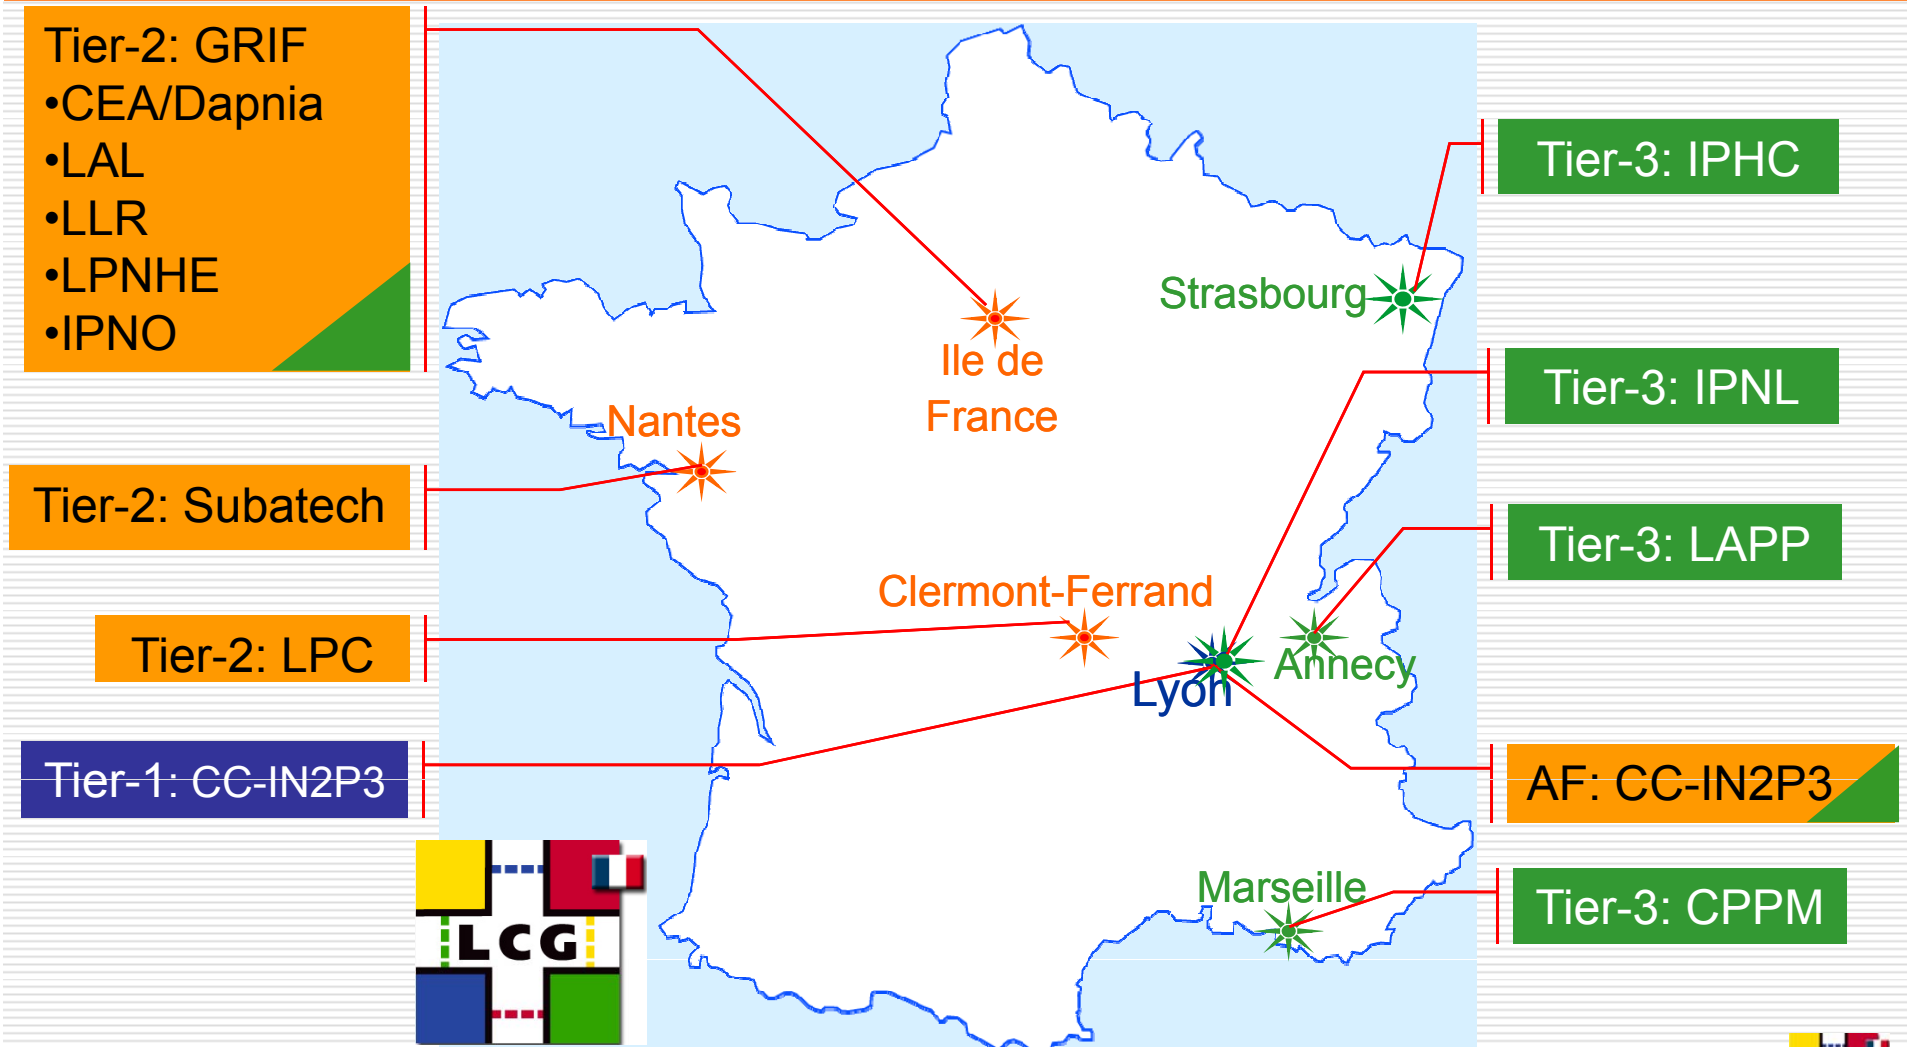 Tier-2: GRIF
•CEA/Dapnia
•LAL
•LLR
•LPNHE
•IPNO
Tier-2: Subatech
Tier-2: LPC
Tier-1: CC-IN2P3
Ile de
France
Nantes
Clermont-Ferrand
Strasbourg
Lyon
Annecy
Marseille
LCG
Tier-3: IPHC
Tier-3: IPNL
Tier-3: LAPP
AF: CC-IN2P3
Tier-3: CPPM